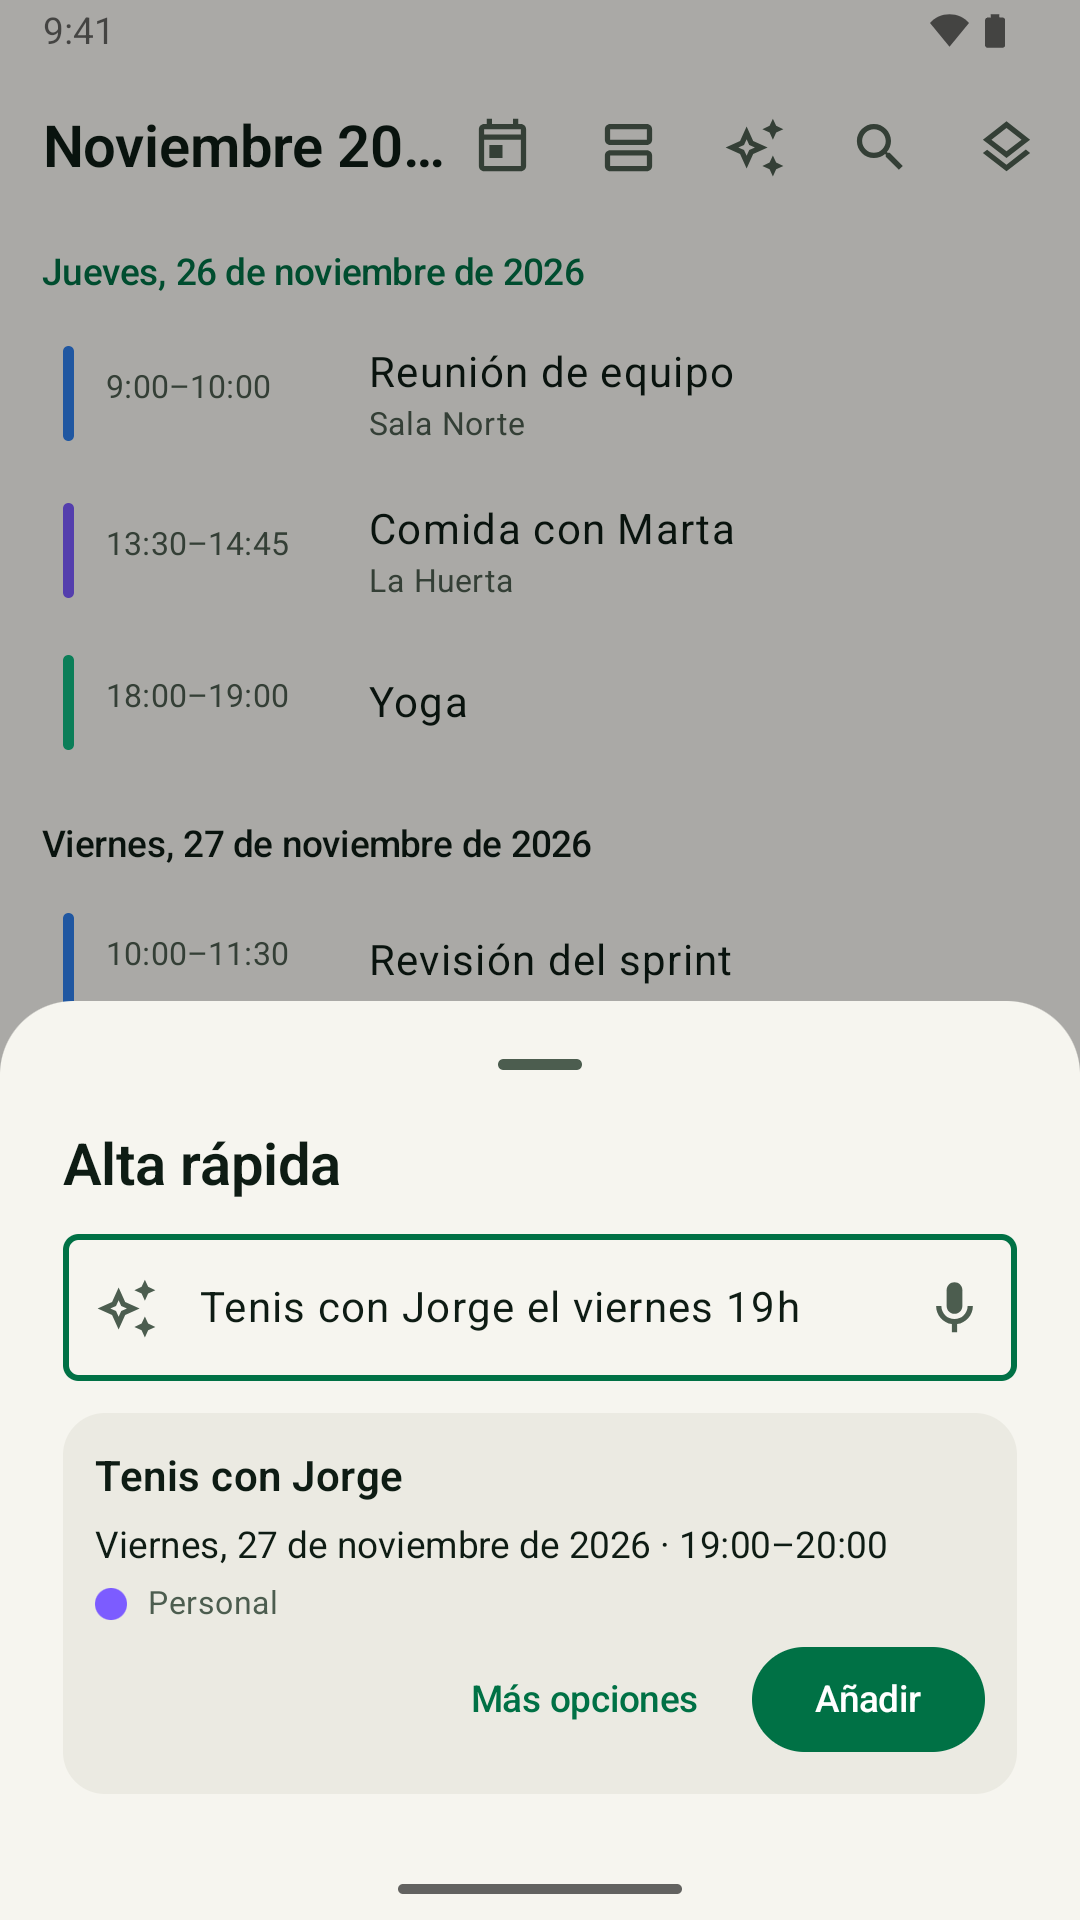 9:41
Noviembre 20…
Jueves, 26 de noviembre de 2026
9:00–10:00
Reunión de equipo
Sala Norte
13:30–14:45
Comida con Marta
La Huerta
18:00–19:00
Yoga
Viernes, 27 de noviembre de 2026
10:00–11:30
Revisión del sprint
Alta rápida
Tenis con Jorge el viernes 19h
Tenis con Jorge
Viernes, 27 de noviembre de 2026 · 19:00–20:00
Personal
Más opciones
Añadir